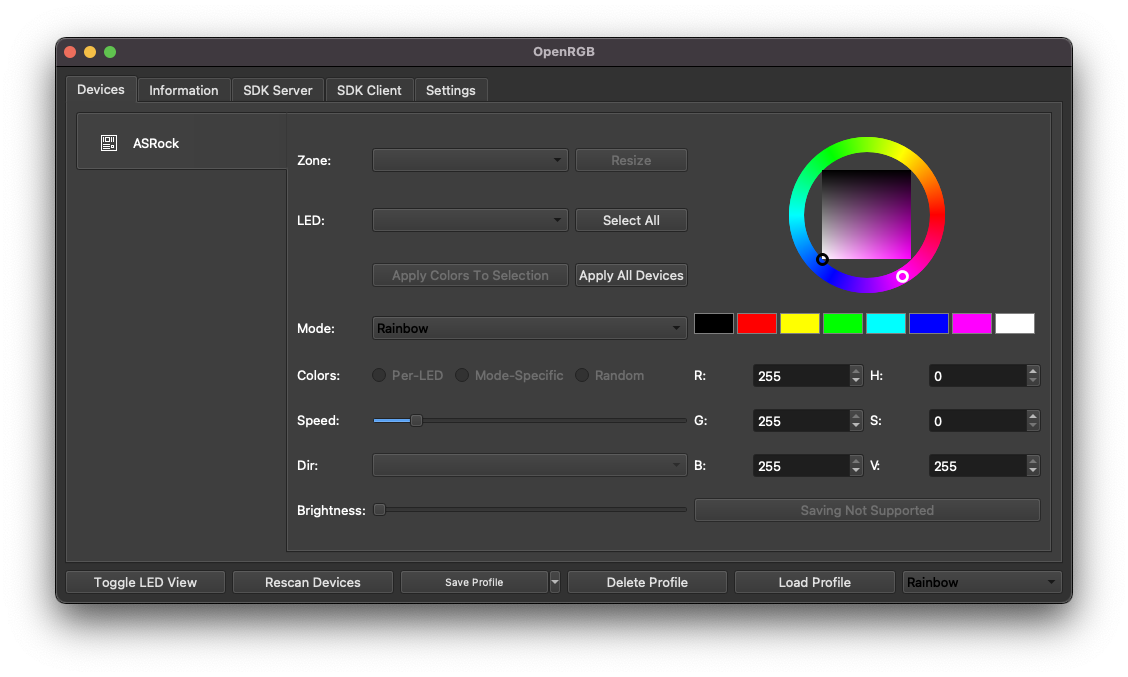 OpenRGB
Devices Information SDK Server SDK Client Settings
ASRock
Zone: Resize
LED: Select All
Apply Colors To Selection Apply All Devices
Mode: Rainbow
Colors: Per-LED Mode-Specific Random R: 255 H: 0
Speed: G: 255 S: 0
Dir: B: 255 V: 255
Brightness: Saving Not Supported
Toggle LED View Rescan Devices Save Profile Delete Profile Load Profile Rainbow